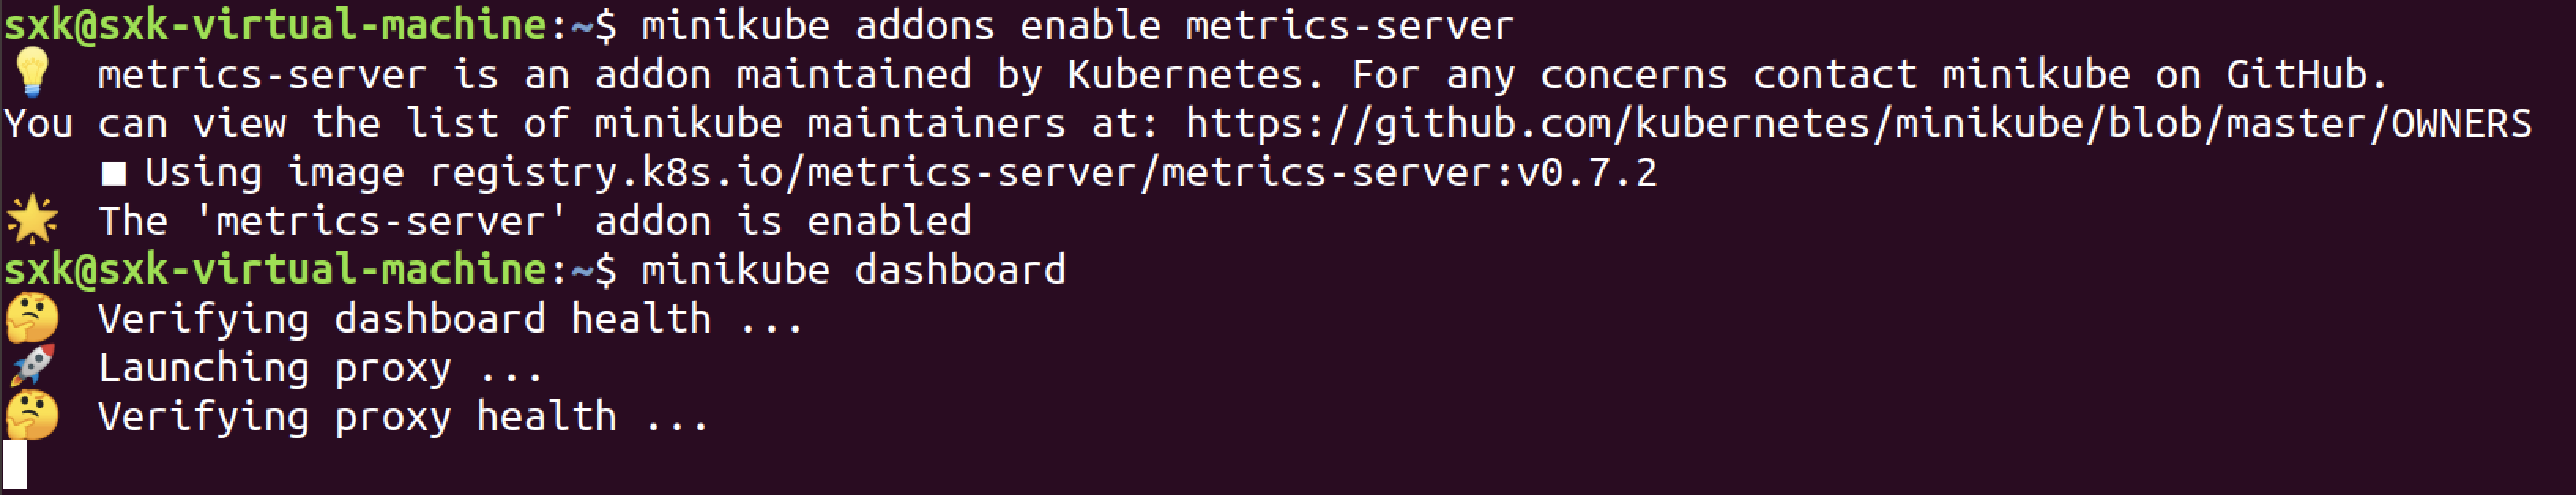 sxk@sxk-virtual-machine:~$ minikube addons enable metrics-server
💡 metrics-server is an addon maintained by Kubernetes. For any concerns contact minikube on GitHub.
You can view the list of minikube maintainers at: https://github.com/kubernetes/minikube/blob/master/OWNERS
■ Using image registry.k8s.io/metrics-server/metrics-server:v0.7.2
🌟 The 'metrics-server' addon is enabled
sxk@sxk-virtual-machine:~$ minikube dashboard
🤔 Verifying dashboard health ...
🚀 Launching proxy ...
🤔 Verifying proxy health ...